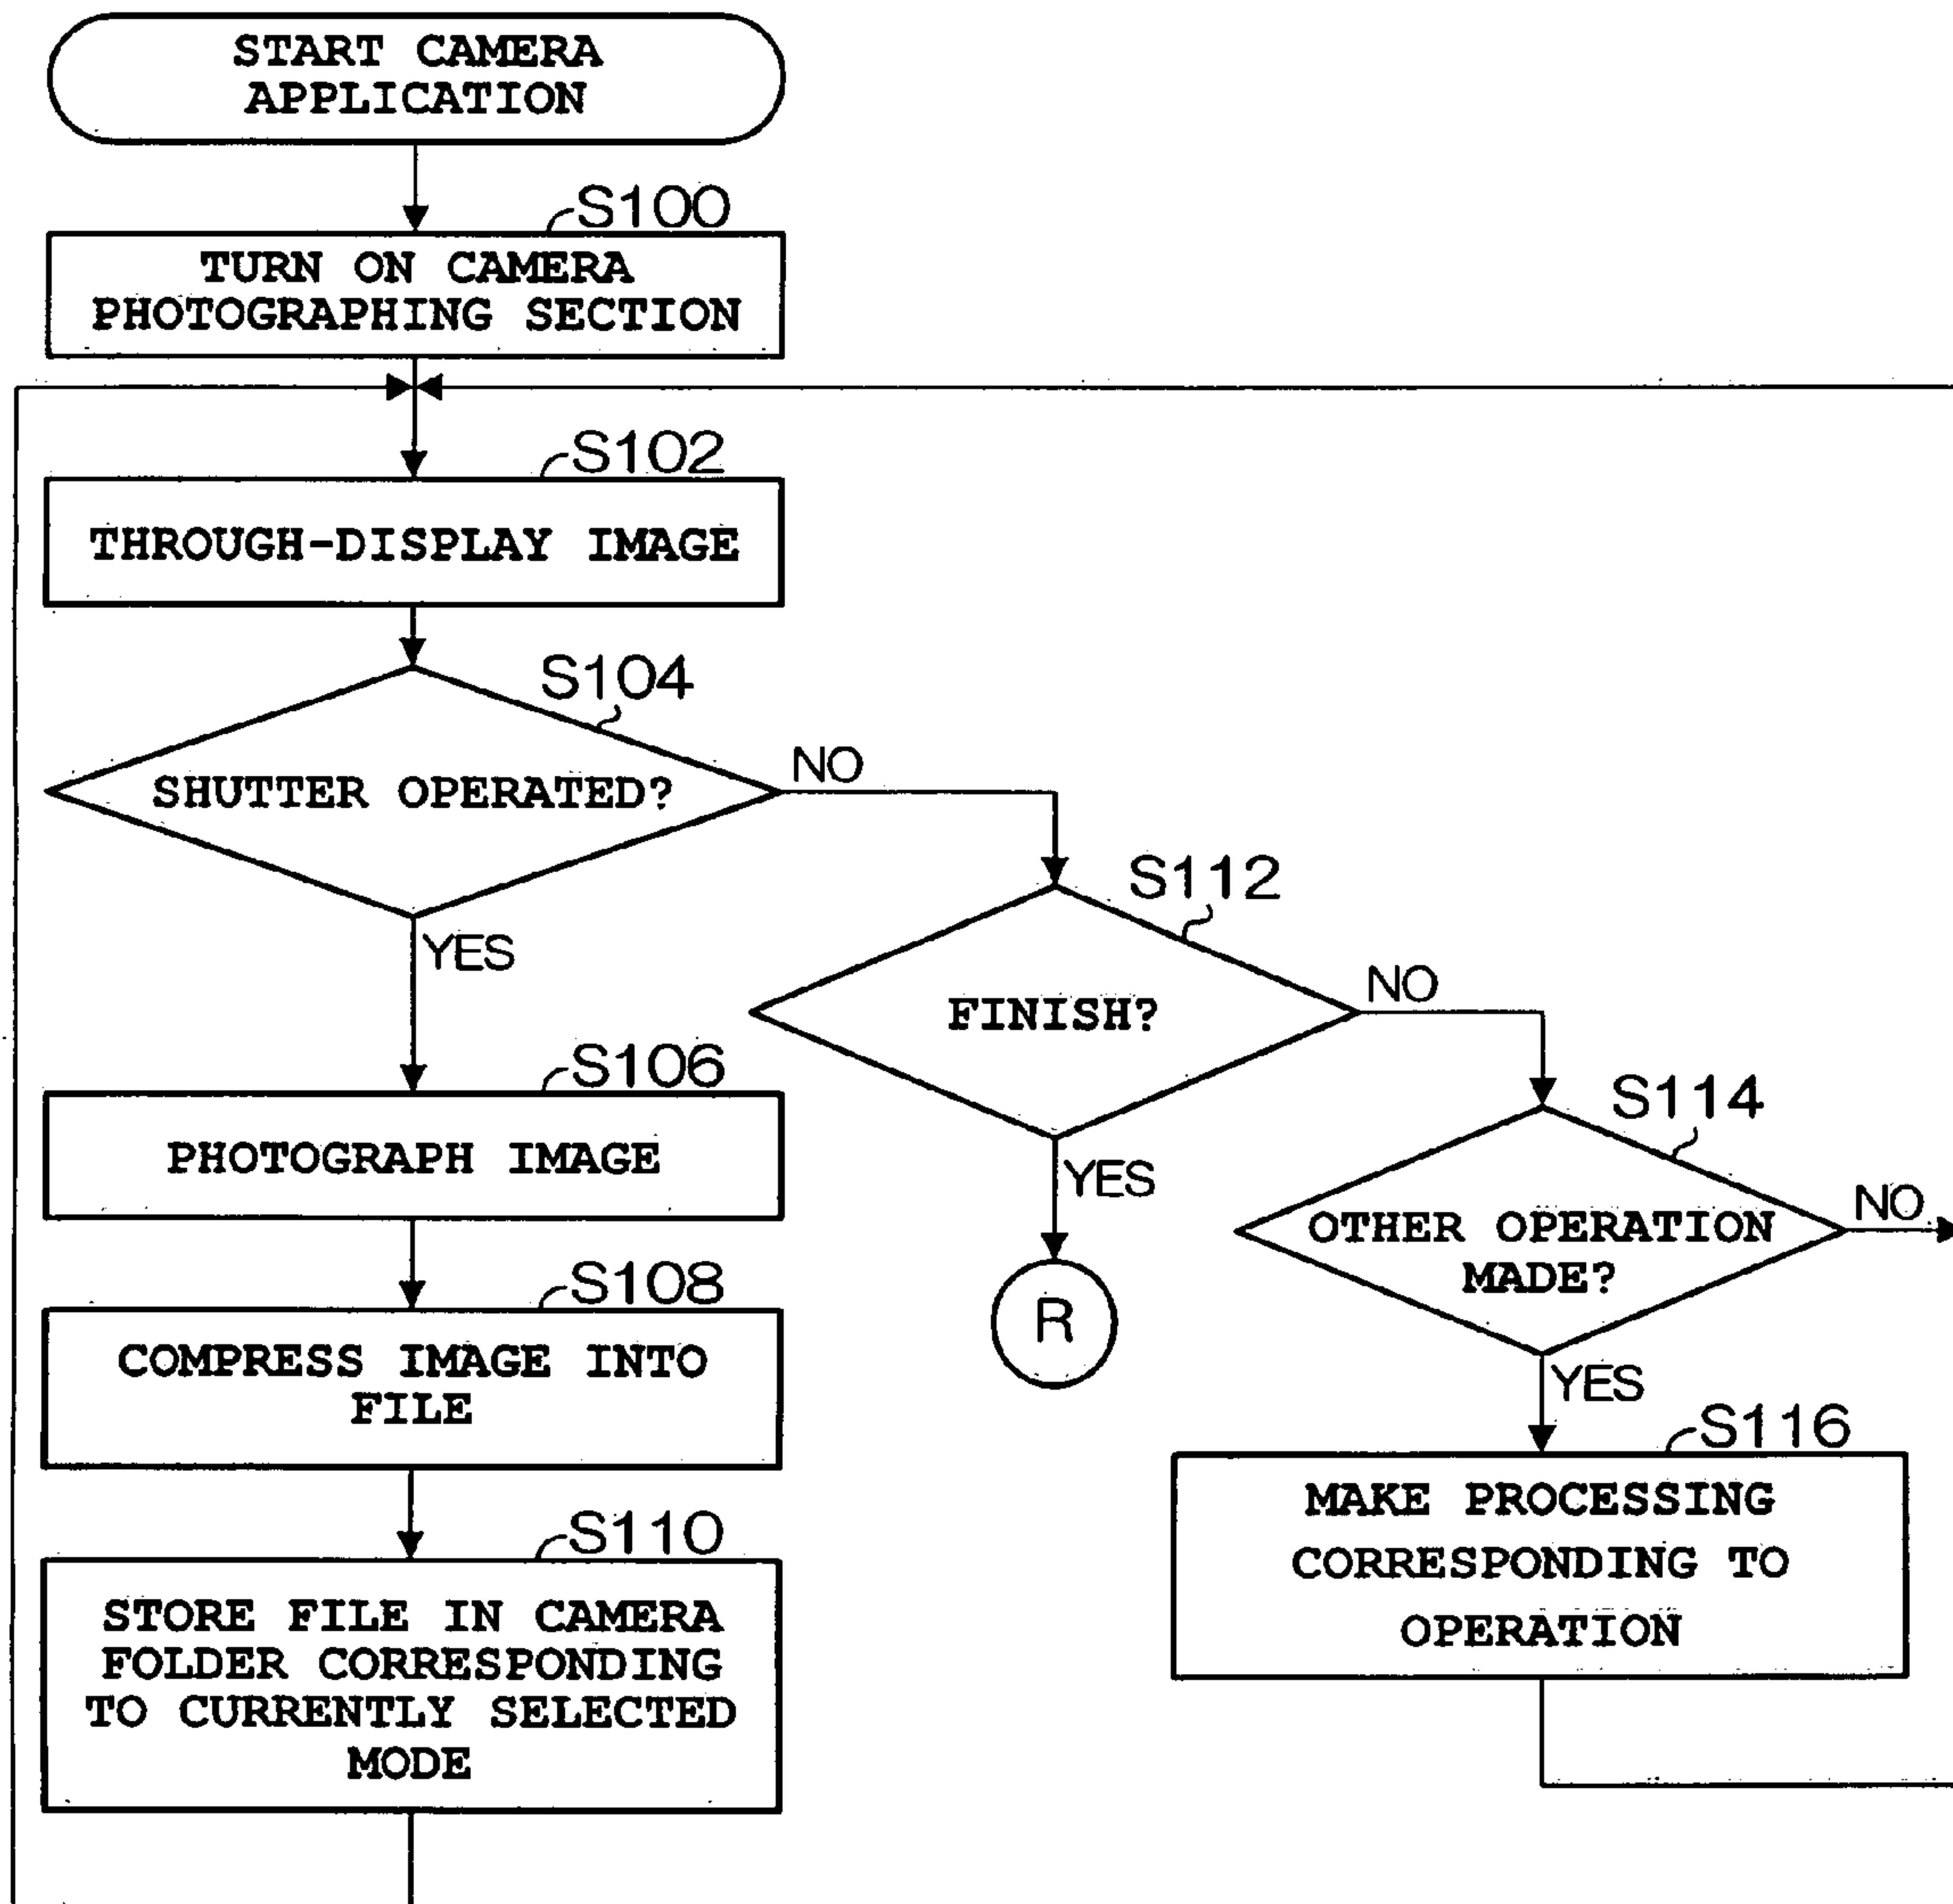 START CAMERA
APPLICATION
S100
TURN ON CAMERA
PHOTOGRAPHING SECTION
S102
THROUGH-DISPLAY IMAGE
S104
SHUTTER OPERATED?
NO
YES
S112
FINISH?
NO
YES
R
S114
OTHER OPERATION
MADE?
NO
YES
S116
MAKE PROCESSING
CORRESPONDING TO
OPERATION
S106
PHOTOGRAPH IMAGE
S108
COMPRESS IMAGE INTO
FILE
S110
STORE FILE IN CAMERA
FOLDER CORRESPONDING
TO CURRENTLY SELECTED
MODE